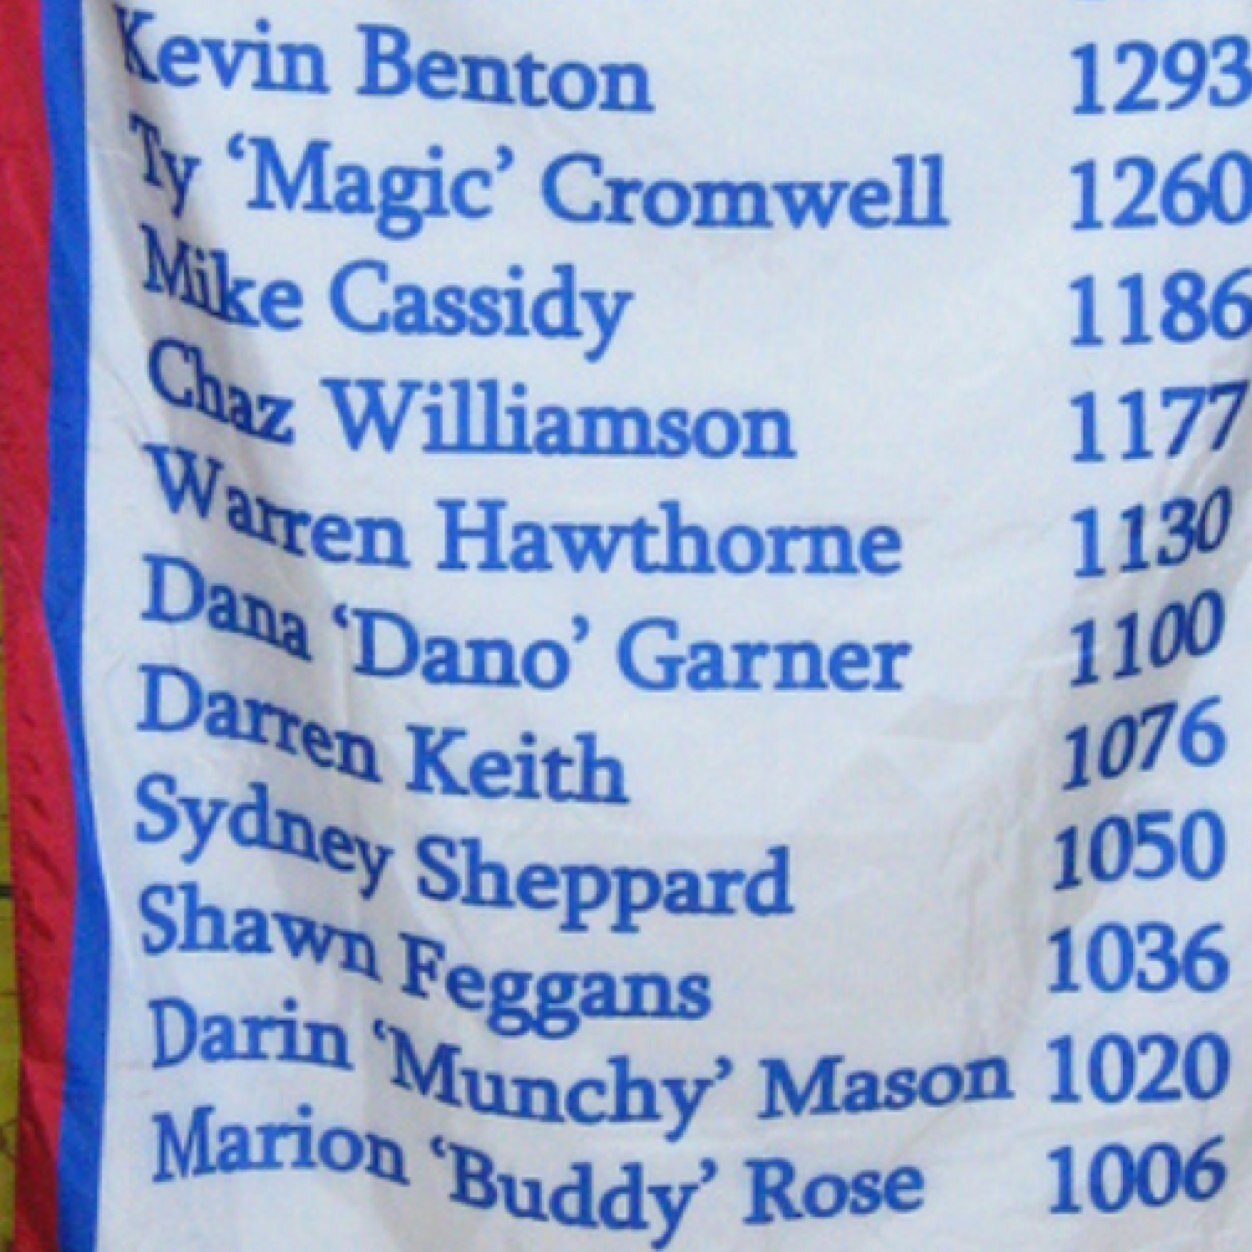 Kevin Benton 1293
Ty ‘Magic’ Cromwell 1260
Mike Cassidy 1186
Chaz Williamson 1177
Warren Hawthorne 1130
Dana ‘Dano’ Garner 1100
Darren Keith 1076
Sydney Sheppard 1050
Shawn Feggans 1036
Darin ‘Munchy’ Mason 1020
Marion ‘Buddy’ Rose 1006